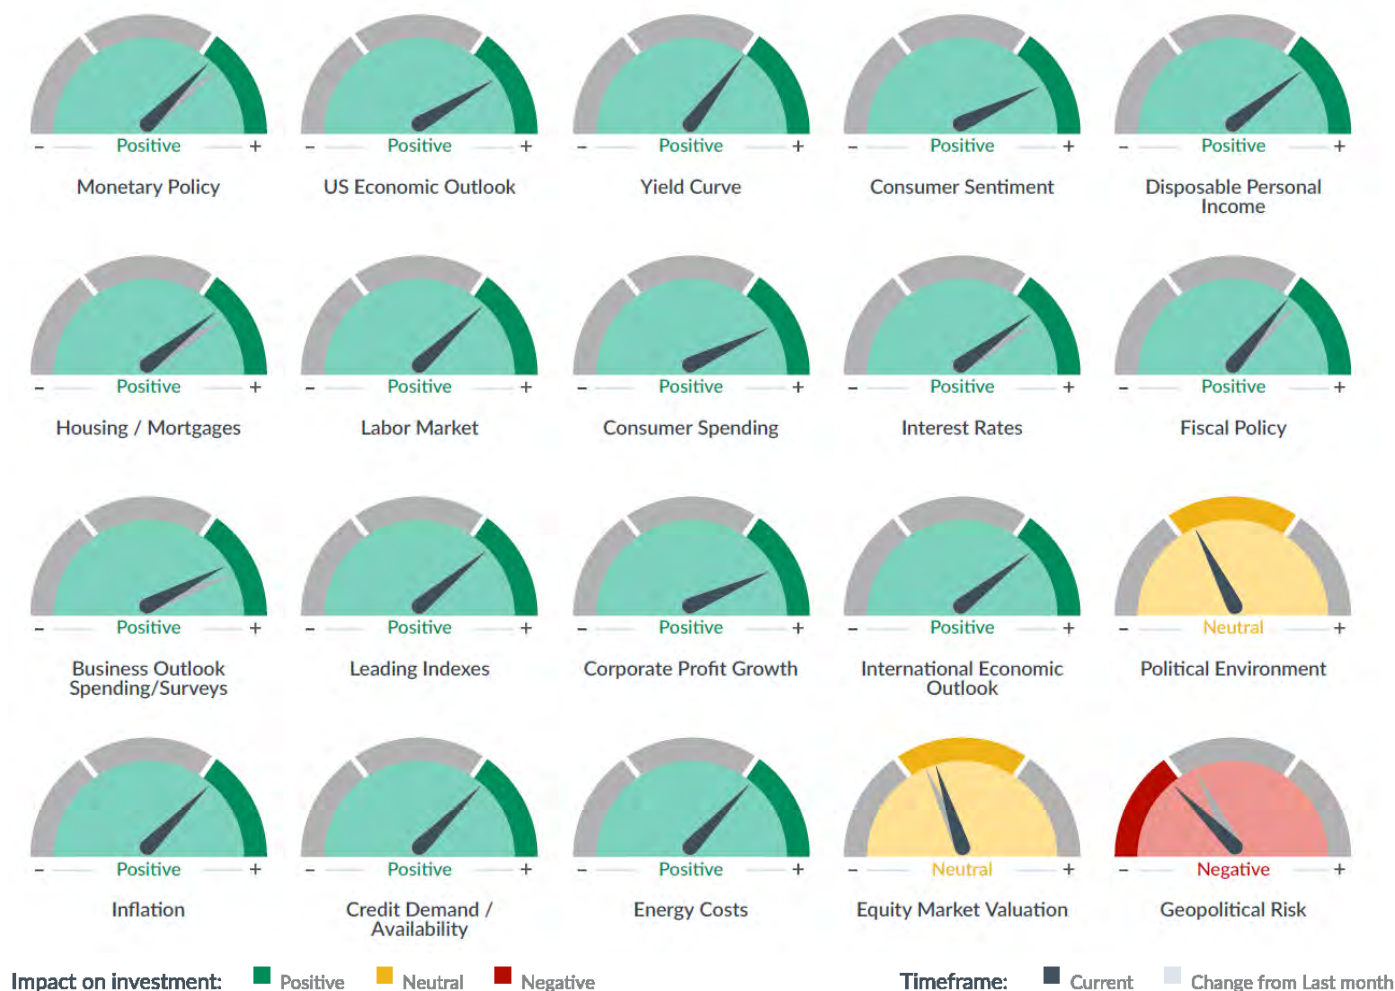 - Positive +
- Positive +
- Positive +
- Positive +
- Positive +
Monetary Policy
US Economic Outlook
Yield Curve
Consumer Sentiment
Disposable Personal
Income
- Positive +
- Positive +
- Positive +
- Positive +
- Positive +
Housing / Mortgages
Labor Market
Consumer Spending
Interest Rates
Fiscal Policy
- Positive +
- Positive +
- Positive +
- Positive +
- Neutral +
Business Outlook
Spending/Surveys
Leading Indexes
Corporate Profit Growth
International Economic
Outlook
Political Environment
- Positive +
- Positive +
- Positive +
- Neutral +
- Negative +
Inflation
Credit Demand /
Availability
Energy Costs
Equity Market Valuation
Geopolitical Risk
Impact on investment: Positive Neutral Negative
Timeframe: Current Change from Last month